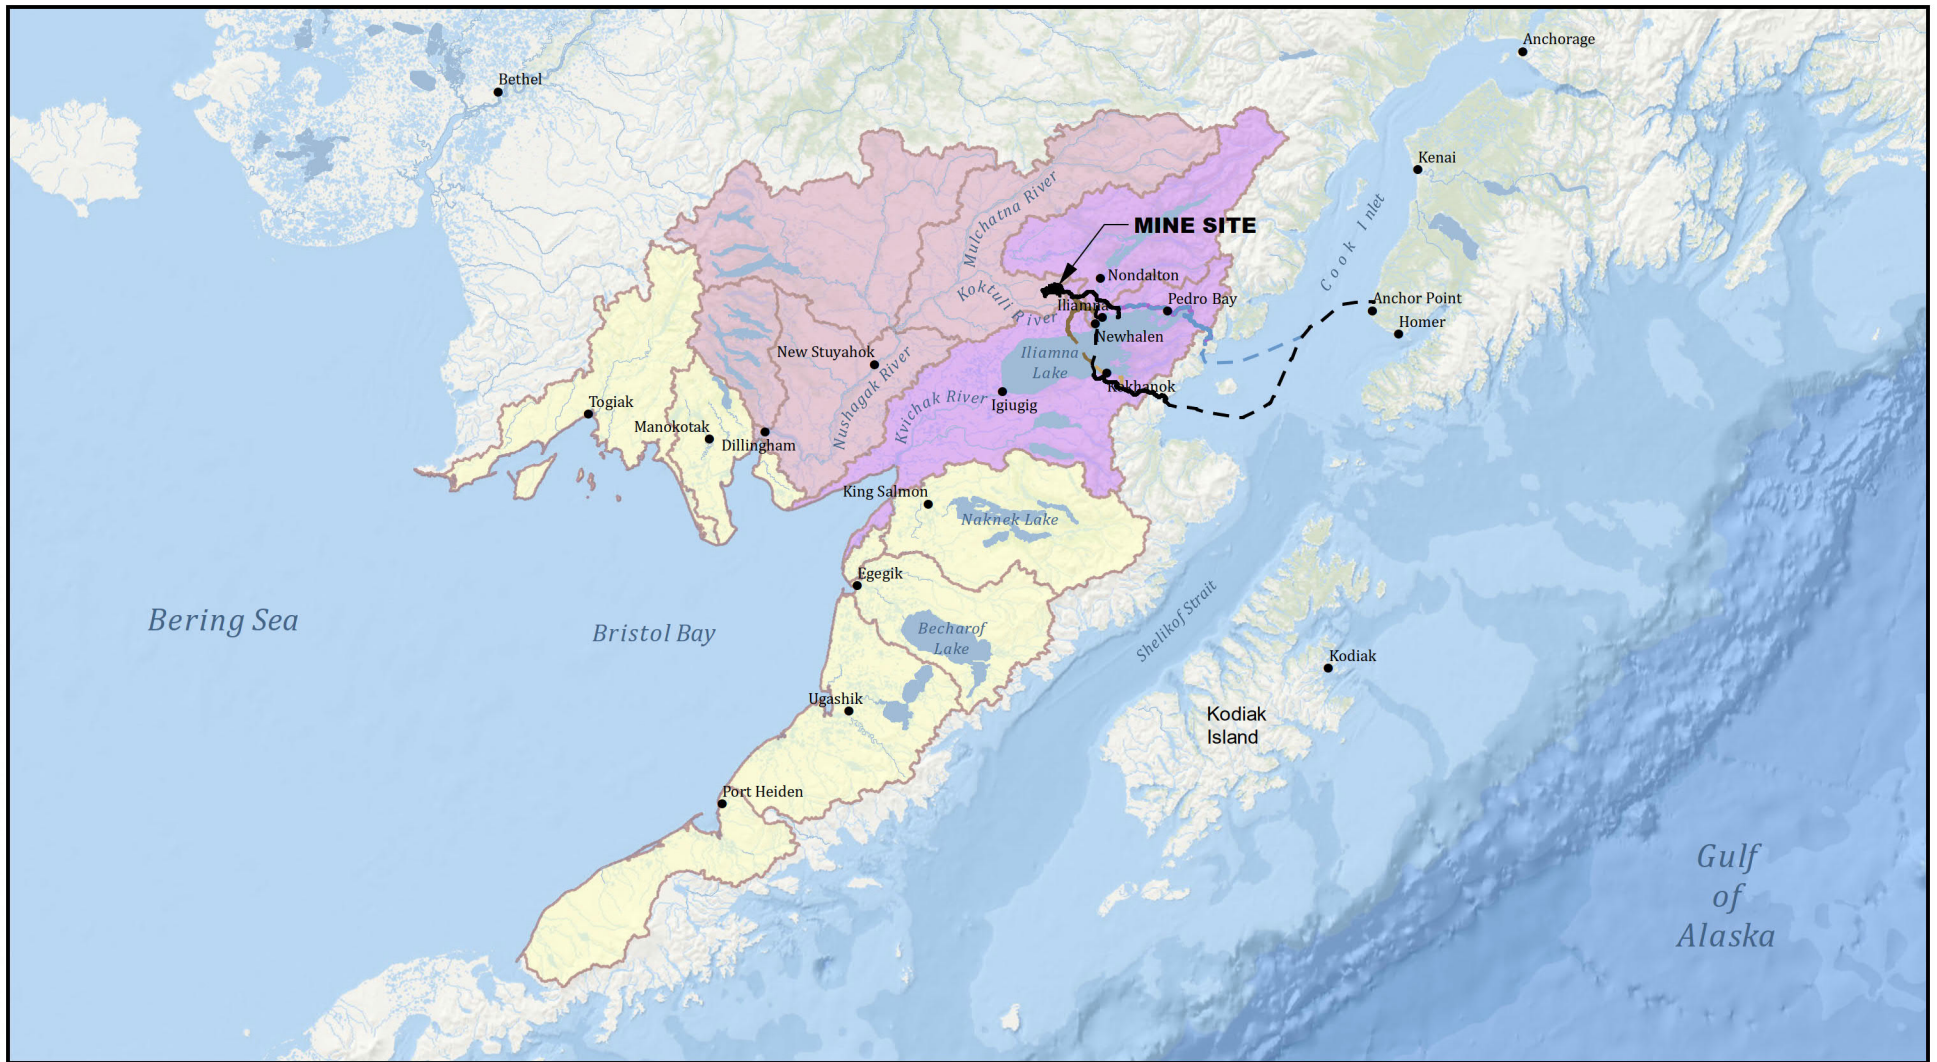 Anchorage
Bethel
Kenai
Mulchatna River
Cook Inlet
MINE SITE
Nondalton
Koktuli River
Iliamna
Pedro Bay
Anchor Point
Homer
Newhalen
New Stuyahok
Iliamna
Lake
Kokhanok
Nushagak River
Kvichak River
Igiugig
Togiak
Manokotak
Dillingham
King Salmon
Naknek Lake
Egegik
Shelikof Strait
Bering Sea
Bristol Bay
Becharof
Lake
Kodiak
Ugashik
Kodiak
Island
Port Heiden
Gulf
of
Alaska